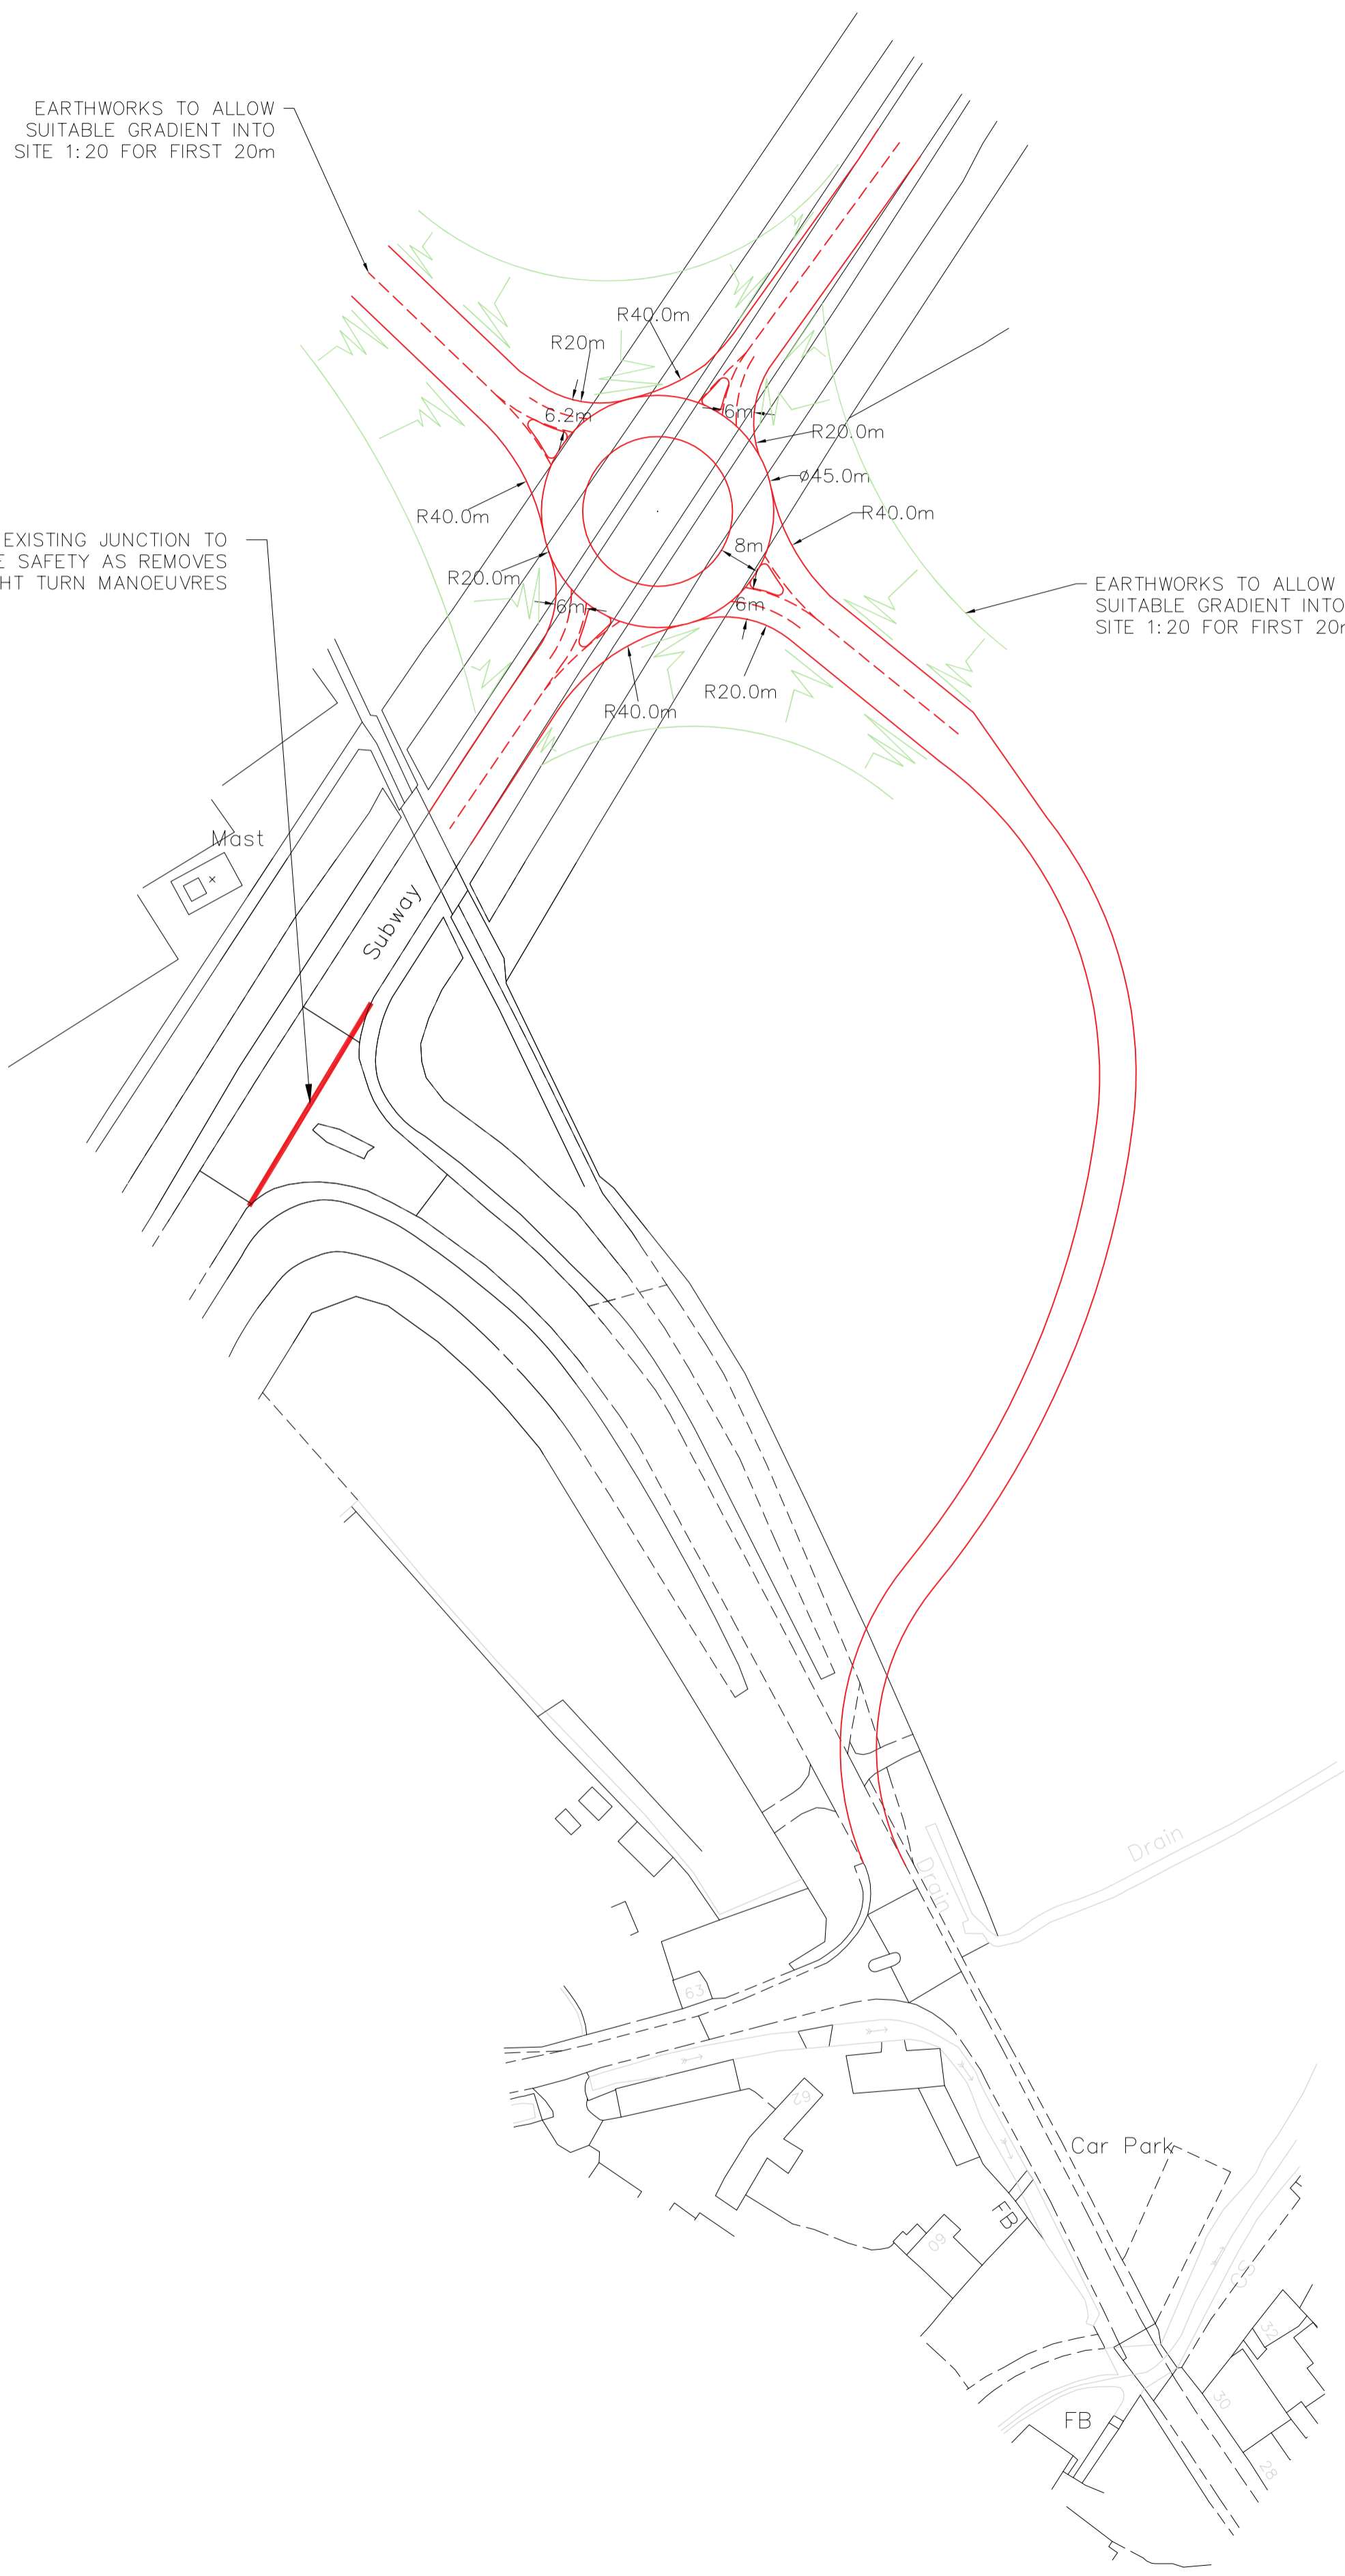 EARTHWORKS TO ALLOW
SUITABLE GRADIENT INTO
SITE 1:20 FOR FIRST 20m
R40.0m
R20m
6.2m
6m
R20.0m
ø45.0m
R40.0m
R40.0m
8m
EXISTING JUNCTION TO
SAFETY AS REMOVES
TURN MANOEUVRES
R20.0m
6m
6m
EARTHWORKS TO ALLOW
SUITABLE GRADIENT INTO
SITE 1:20 FOR FIRST 20m
R20.0m
R40.0m
Mast
Subway
Drain
Drain
63
62
Car Park
FB
60
32
30
FB
28